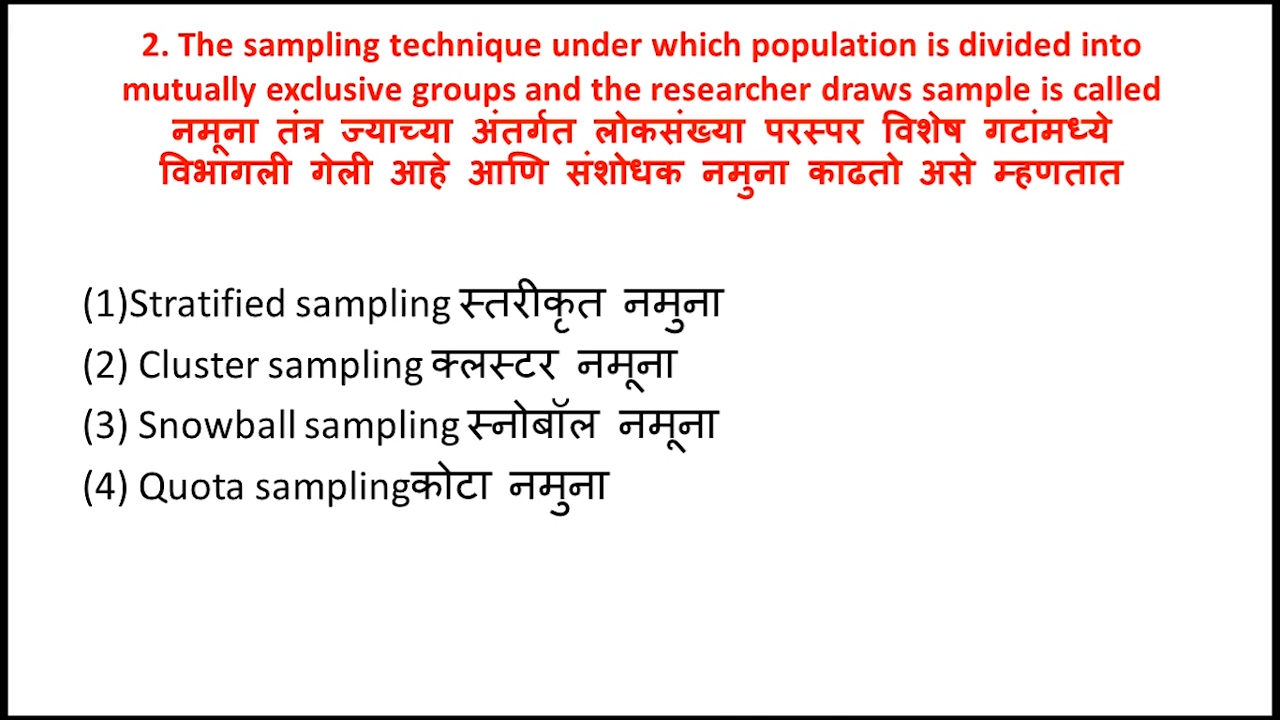 2. The sampling technique under which population is divided into
mutually exclusive groups and the researcher draws sample is called
नमूना तंत्र ज्याच्या अंतर्गत लोकसंख्या परस्पर विशेष गटांमध्ये
विभागली गेली आहे आणि संशोधक नमुना काढतो असे म्हणतात
(1)Stratified sampling स्तरीकृत नमुना
(2) Cluster sampling क्लस्टर नमूना
(3) Snowball sampling स्नोबॉल नमूना
(4) Quota samplingकोटा नमुना